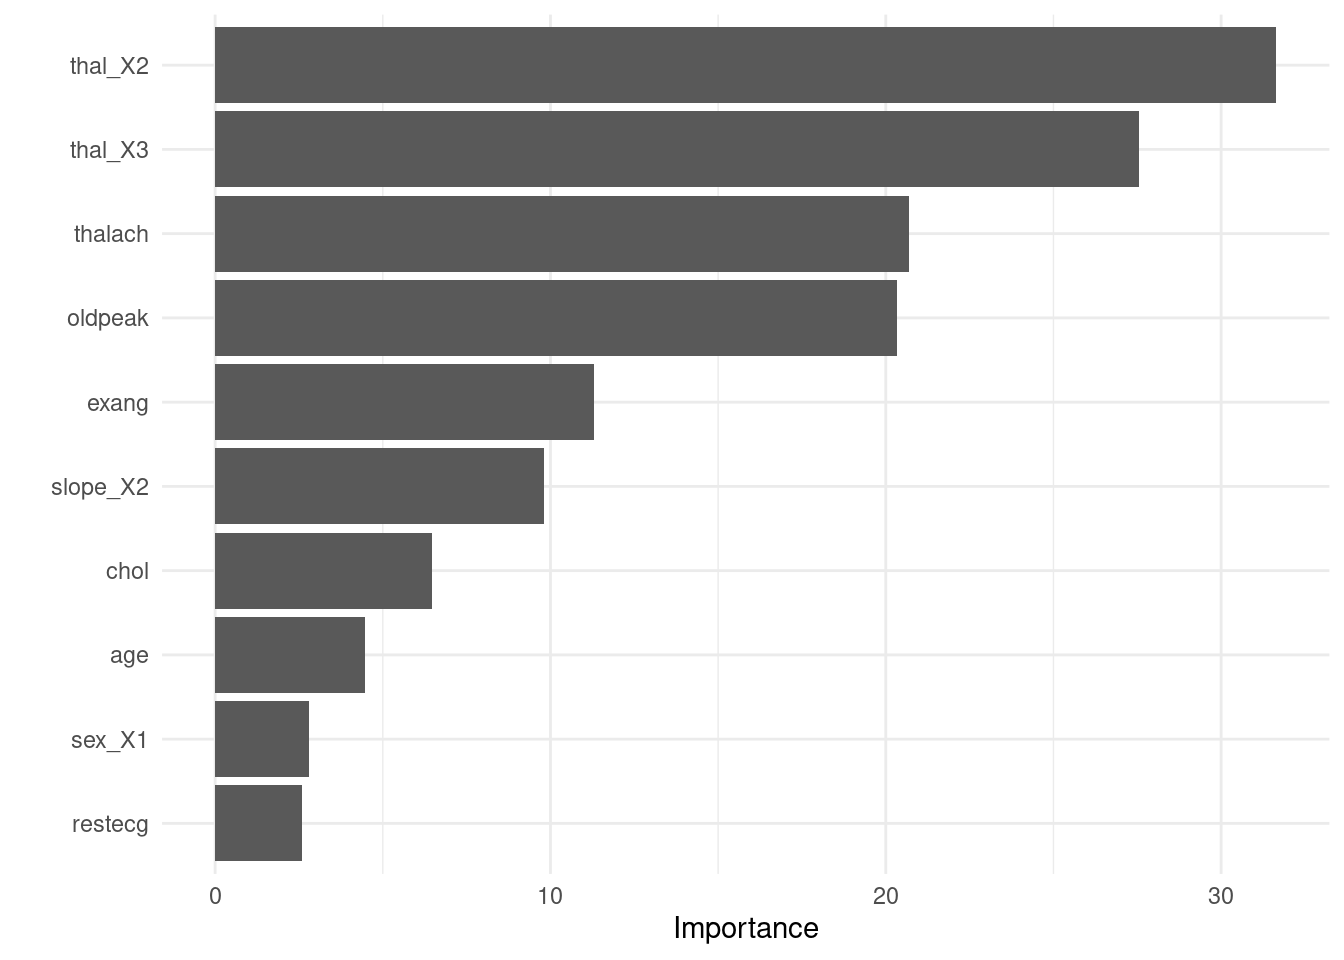 thal_X2
thal_X3
thalach
oldpeak
exang
slope_X2
chol
age
sex_X1
restecg
0 10 20 30
Importance